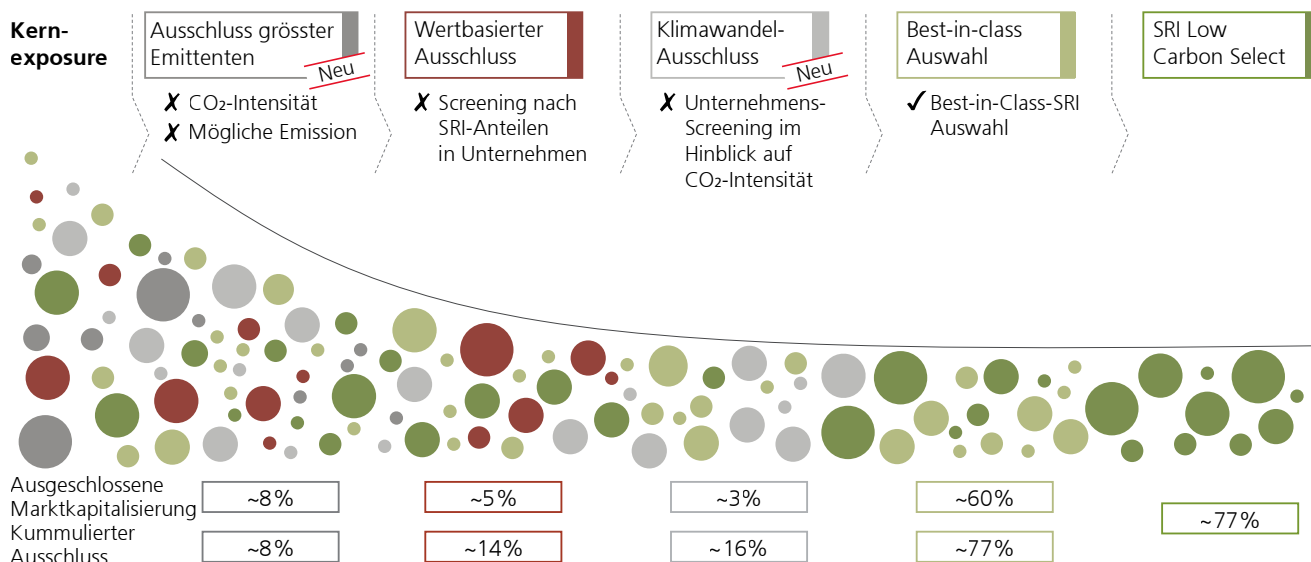 Kern-
exposure
Ausschluss grösster
Emittenten
Neu
✗ CO₂-Intensität
✗ Mögliche Emission
Wertbasierter
Ausschluss
✗ Screening nach
SRI-Anteilen
in Unternehmen
Klimawandel-
Ausschluss
Neu
✗ Unternehmens-
Screening im
Hinblick auf
CO₂-Intensität
Best-in-class
Auswahl
✓ Best-in-Class-SRI
Auswahl
SRI Low
Carbon Select
Ausgeschlossene
Marktkapitalisierung
~8%
~5%
~3%
~60%
~77%
Kummulierter
Ausschluss
~8%
~14%
~16%
~77%